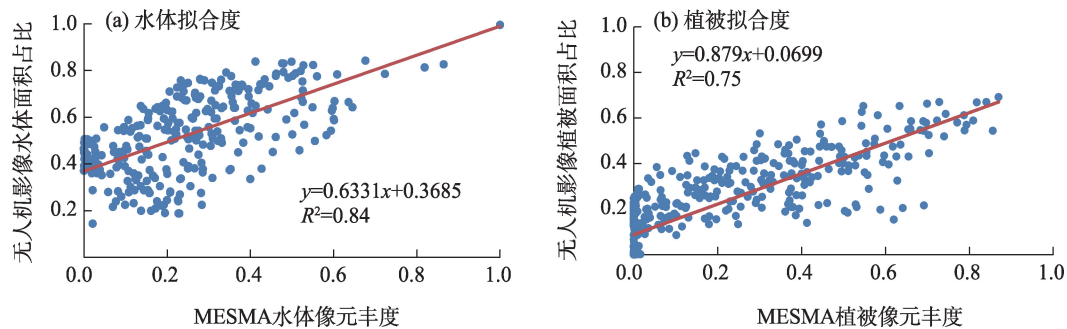 (a) 水体拟合度
无人机影像水体面积占比
1.0
0.8
0.6
0.4
0.2
y=0.6331x+0.3685
R²=0.84
0.0 0.2 0.4 0.6 0.8 1.0
MESMA水体像元丰度
(b) 植被拟合度
无人机影像植被面积占比
1.0
0.8
0.6
0.4
0.2
y=0.879x+0.0699
R²=0.75
0.0 0.2 0.4 0.6 0.8 1.0
MESMA植被像元丰度